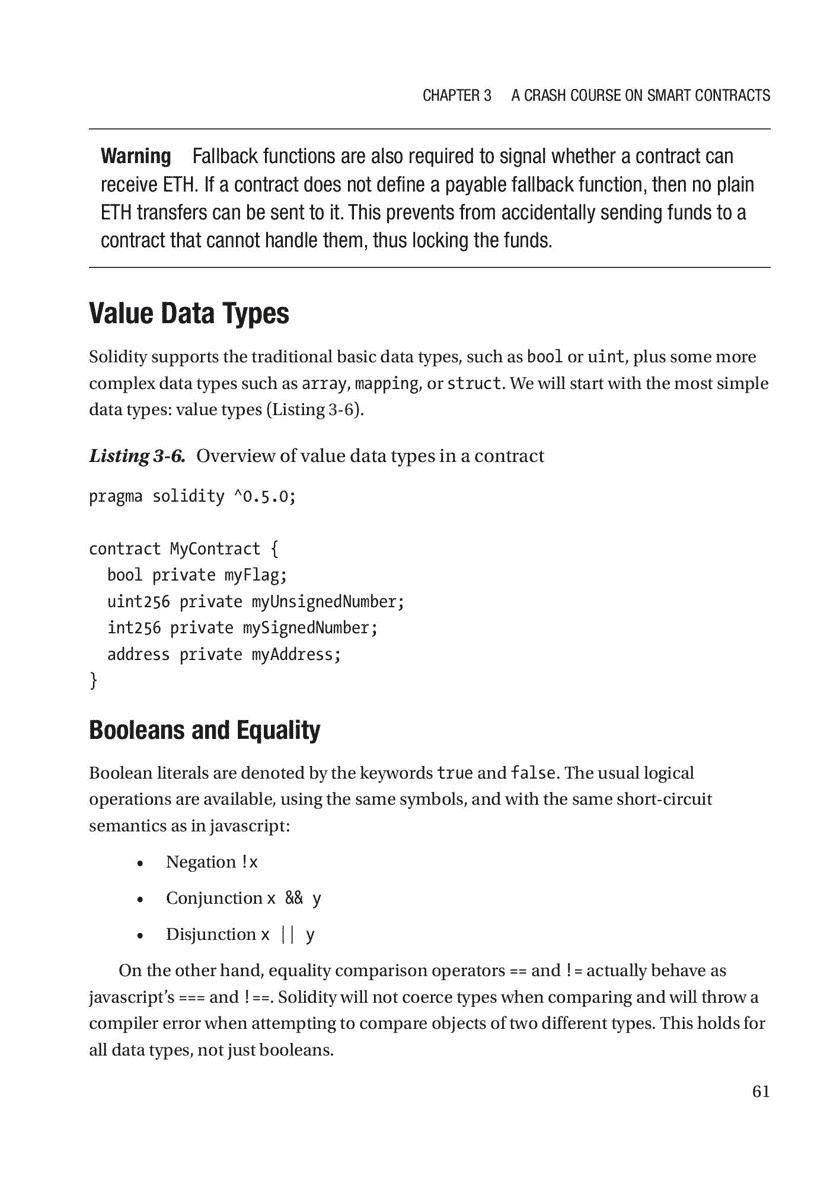 CHAPTER 3 A CRASH COURSE ON SMART CONTRACTS
Warning Fallback functions are also required to signal whether a contract can
receive ETH. If a contract does not define a payable fallback function, then no plain
ETH transfers can be sent to it. This prevents from accidentally sending funds to a
contract that cannot handle them, thus locking the funds.
Value Data Types
Solidity supports the traditional basic data types, such as bool or uint, plus some more
complex data types such as array, mapping, or struct. We will start with the most simple
data types: value types (Listing 3-6).
Listing 3-6. Overview of value data types in a contract
pragma solidity ^0.5.0;
contract MyContract {
bool private myFlag;
uint256 private myUnsignedNumber;
int256 private mySignedNumber;
address private myAddress;
}
Booleans and Equality
Boolean literals are denoted by the keywords true and false. The usual logical
operations are available, using the same symbols, and with the same short-circuit
semantics as in javascript:
• Negation !x
• Conjunction x && y
• Disjunction x || y
On the other hand, equality comparison operators == and != actually behave as
javascript's === and !==. Solidity will not coerce types when comparing and will throw a
compiler error when attempting to compare objects of two different types. This holds for
all data types, not just booleans.
61